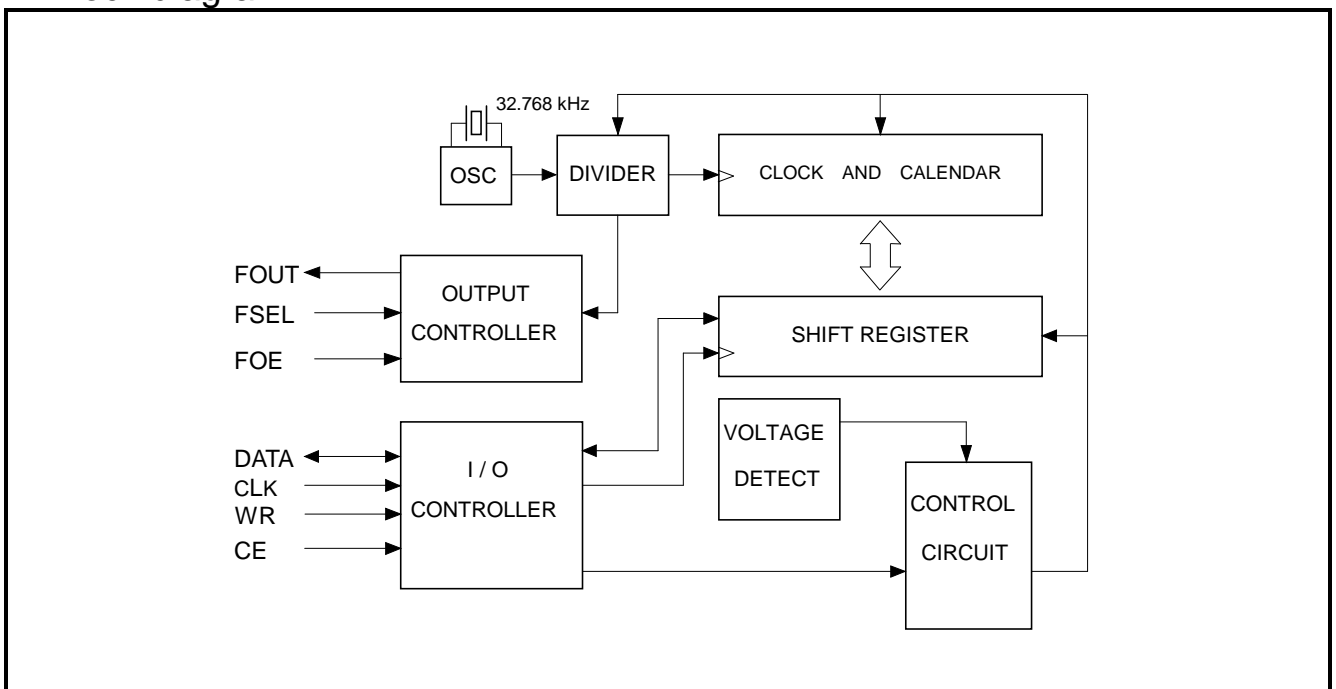 32.768 kHz
OSC
DIVIDER
CLOCK AND CALENDAR
FOUT
FSEL
FOE
OUTPUT
CONTROLLER
SHIFT REGISTER
DATA
CLK
WR
CE
I / O
CONTROLLER
VOLTAGE
DETECT
CONTROL
CIRCUIT